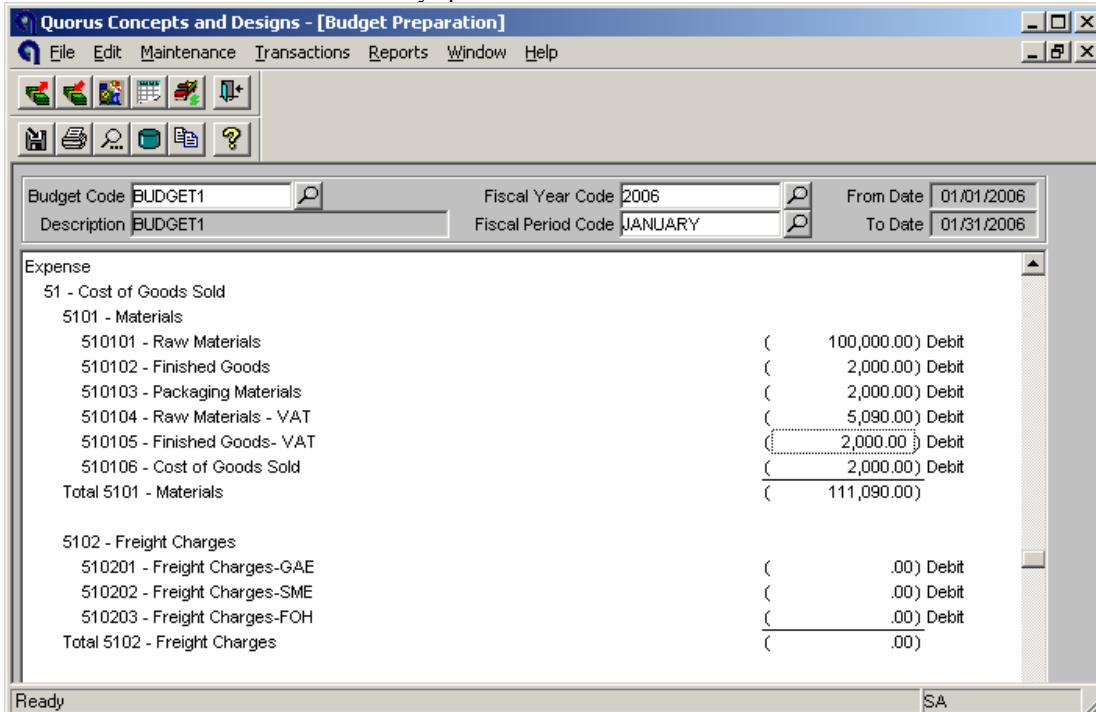 Quorus Concepts and Designs - [Budget Preparation]
File Edit Maintenance Transactions Reports Window Help
Budget Code BUDGET1 Fiscal Year Code 2006 From Date 01/01/2006
Description BUDGET1 Fiscal Period Code JANUARY To Date 01/31/2006
Expense
51 - Cost of Goods Sold
5101 - Materials
510101 - Raw Materials ( 100,000.00) Debit
510102 - Finished Goods ( 2,000.00) Debit
510103 - Packaging Materials ( 2,000.00) Debit
510104 - Raw Materials - VAT ( 5,090.00) Debit
510105 - Finished Goods- VAT ( 2,000.00 ) Debit
510106 - Cost of Goods Sold ( 2,000.00) Debit
Total 5101 - Materials ( 111,090.00)
5102 - Freight Charges
510201 - Freight Charges-GAE ( .00) Debit
510202 - Freight Charges-SME ( .00) Debit
510203 - Freight Charges-FOH ( .00) Debit
Total 5102 - Freight Charges ( .00)
Ready SA